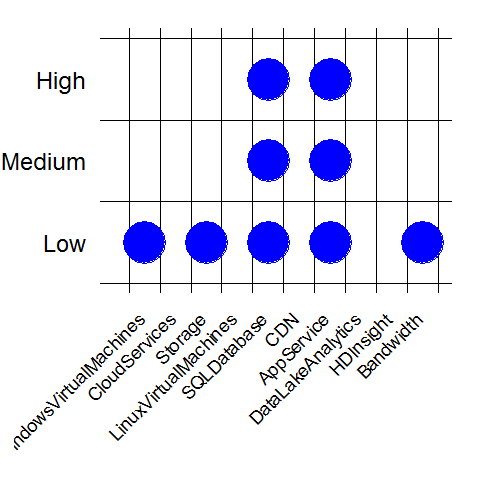 High
Medium
Low
ndowsVirtualMachines
CloudServices
Storage
LinuxVirtualMachines
SQLDatabase
CDN
AppService
DataLakeAnalytics
HDInsight
Bandwidth